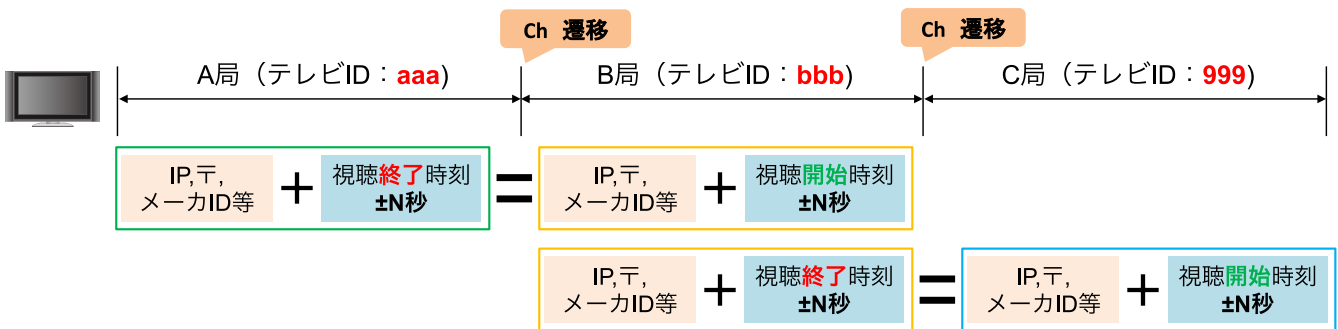 Ch 遷移
Ch 遷移
A局（テレビID：aaa)
B局（テレビID：bbb)
C局（テレビID：999)
IP,〒,
メーカID等
+
視聴終了時刻
±N秒
=
IP,〒,
メーカID等
+
視聴開始時刻
±N秒
IP,〒,
メーカID等
+
視聴終了時刻
±N秒
=
IP,〒,
メーカID等
+
視聴開始時刻
±N秒